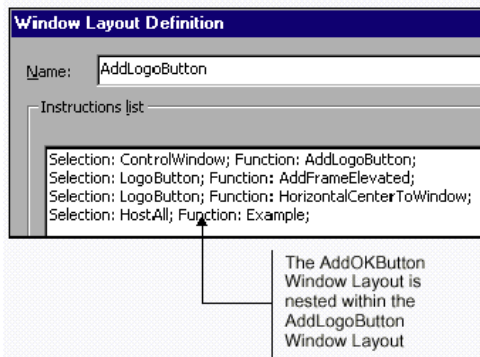 Window Layout Definition
Name: AddLogoButton
Instructions list
Selection: ControlWindow; Function: AddLogoButton;
Selection: LogoButton; Function: AddFrameElevated;
Selection: LogoButton; Function: HorizontalCenterToWindow;
Selection: HostAll; Function: Example;
The AddOKButton
Window Layout is
nested within the
AddLogoButton
Window Layout